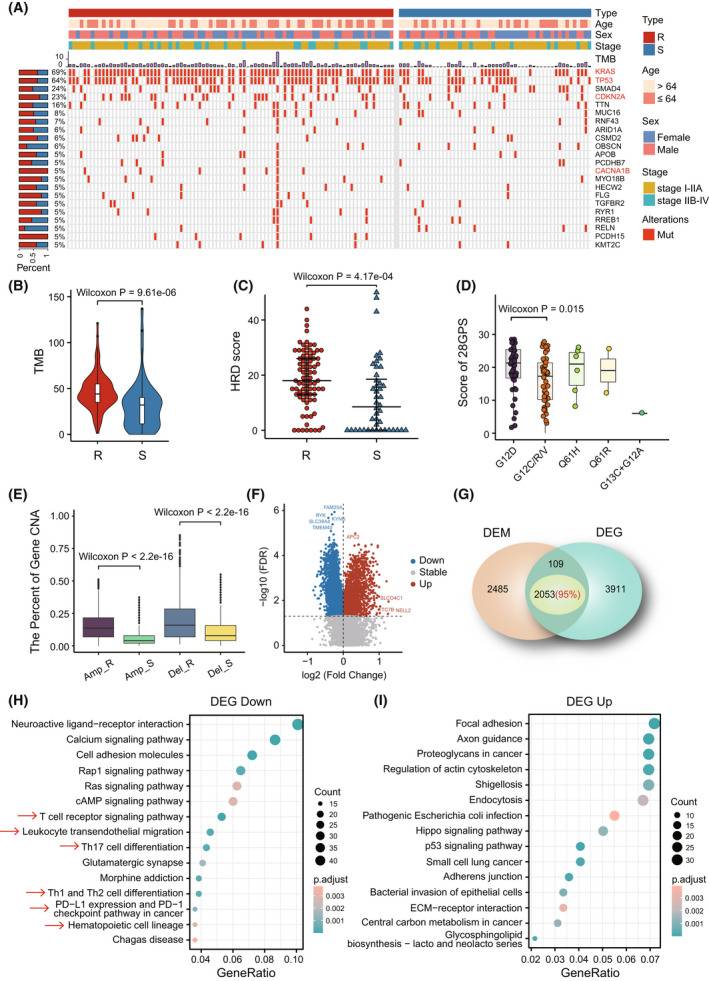 (A)
Type
Age
Sex
Stage
10
0
TMB
69%
KRAS
64%
TP53
24%
SMAD4
23%
CDKN2A
16%
TTN
8%
MUC16
7%
RNF43
6%
ARID1A
6%
CSMD2
6%
OBSCN
5%
APOB
5%
PCDHB7
5%
CACNA1B
5%
MYO18B
5%
HECW2
5%
FLG
5%
TGFBR2
5%
RYR1
5%
RREB1
5%
RELN
5%
PCDH15
5%
KMT2C
0 0.5 1
Percent
Type
R
S
Age
> 64
≤ 64
Sex
Female
Male
Stage
stage I-IIA
stage IIB-IV
Alterations
Mut
(B)
Wilcoxon P = 9.61e-06
TMB
150
100
50
0
R S
(C)
Wilcoxon P = 4.17e-04
HRD score
40
20
0
R S
(D)
Wilcoxon P = 0.015
Score of 28GPS
30
20
10
0
G12D
G12C/R/V
Q61H
Q61R
G13C+G12A
(E)
Wilcoxon P < 2.2e-16
Wilcoxon P < 2.2e-16
The Percent of Gene CNA
1.00
0.75
0.50
0.25
0.00
Amp_R
Amp_S
Del_R
Del_S
(F)
−log10 (FDR)
6
4
2
0
−1 0 1
log2 (Fold Change)
APC2
SLCO4C1
NELL2
Down
Stable
Up
(G)
DEM
DEG
109
2485
2053(95%)
3911
(H)
DEG Down
Neuroactive ligand−receptor interaction
Calcium signaling pathway
Cell adhesion molecules
Rap1 signaling pathway
Ras signaling pathway
cAMP signaling pathway
T cell receptor signaling pathway
Leukocyte transendothelial migration
Th17 cell differentiation
Glutamatergic synapse
Morphine addiction
Th1 and Th2 cell differentiation
PD−L1 expression and PD−1
checkpoint pathway in cancer
Hematopoietic cell lineage
Chagas disease
0.04 0.06 0.08 0.10
GeneRatio
Count
15
20
25
30
35
40
p.adjust
0.003
0.002
0.001
(I)
DEG Up
Focal adhesion
Axon guidance
Proteoglycans in cancer
Regulation of actin cytoskeleton
Shigellosis
Endocytosis
Pathogenic Escherichia coli infection
Hippo signaling pathway
p53 signaling pathway
Small cell lung cancer
Adherens junction
Bacterial invasion of epithelial cells
ECM−receptor interaction
Central carbon metabolism in cancer
Glycosphingolipid
biosynthesis − lacto and neolacto series
0.02 0.03 0.04 0.05 0.06 0.07
GeneRatio
Count
10
15
20
25
30
p.adjust
0.003
0.002
0.001